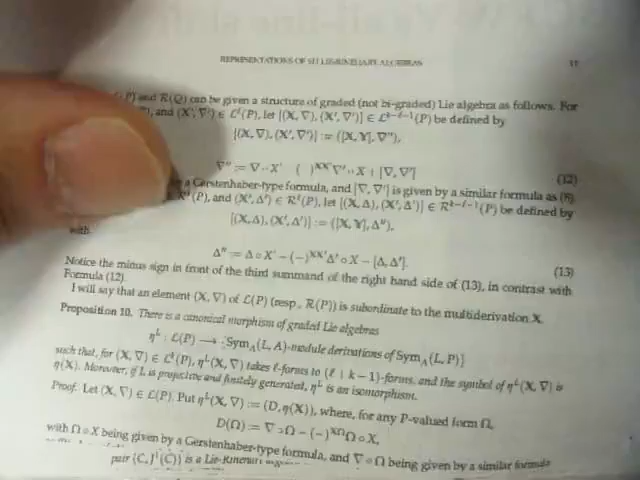 REPRESENTATIONS OF SH LIE-RINEHART ALGEBRAS 17
(P) and R(Q) can be given a structure of graded (not bi-graded) Lie algebra as follows. For
and (X′, ∇′) ∈ L^ℓ(P), let [(X, ∇), (X′, ∇′)] ∈ L^{k−ℓ−1}(P) be defined by
[(X, ∇), (X′, ∇′)] := ([X, Y], ∇″),
∇″ := ∇ X′ ( )^{XX′} ∇′ X + [∇, ∇′] (12)
a Gerstenhaber-type formula, and [∇, ∇′] is given by a similar formula as (8).
(P), and (X′, Δ′) ∈ R^ℓ(P), let [(X, Δ), (X′, Δ′)] ∈ R^{k−ℓ−1}(P) be defined by
[(X, Δ), (X′, Δ′)] := ([X, Y], Δ″),
with
Δ″ := Δ ∘ X′ − (−)^{XX′} Δ′ ∘ X − [Δ, Δ′]. (13)
Notice the minus sign in front of the third summand of the right hand side of (13), in contrast with
Formula (12).
I will say that an element (X, ∇) of L(P) (resp., R(P)) is subordinate to the multiderivation X.
Proposition 10. There is a canonical morphism of graded Lie algebras
η^L : L(P) ⟶ {Sym_A(L, A)-module derivations of Sym_A(L, P)}
such that, for (X, ∇) ∈ L^k(P), η^L(X, ∇) takes ℓ-forms to (ℓ + k − 1)-forms, and the symbol of η^L(X, ∇) is
η(X). Moreover, if L is projective and finitely generated, η^L is an isomorphism.
Proof. Let (X, ∇) ∈ L(P). Put η^L(X, ∇) := (D, η(X)), where, for any P-valued form Ω,
D(Ω) := ∇ ∘ Ω − (−)^{XΩ} Ω ∘ X,
with Ω ∘ X being given by a Gerstenhaber-type formula, and ∇ ∘ Ω being given by a similar formula
pair (C, J¹(C)) is a Lie-Rinehart